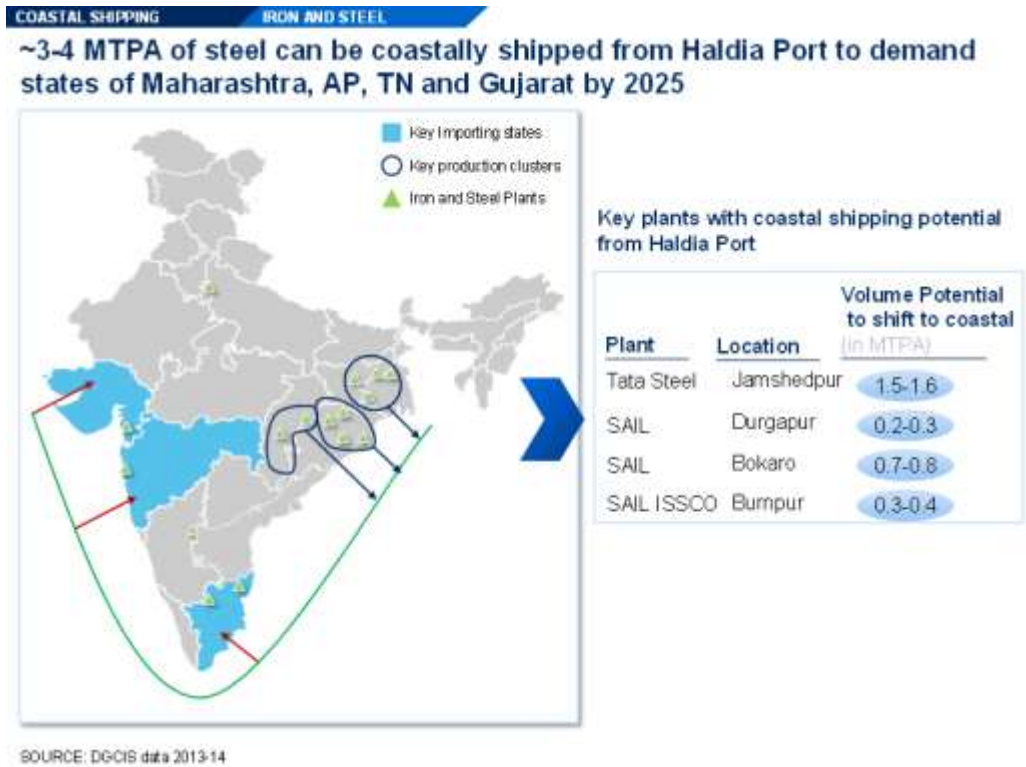 COASTAL SHIPPING IRON AND STEEL
~3-4 MTPA of steel can be coastally shipped from Haldia Port to demand
states of Maharashtra, AP, TN and Gujarat by 2025
Key Importing states
Key production clusters
Iron and Steel Plants
Key plants with coastal shipping potential
from Haldia Port
Volume Potential
to shift to coastal
Plant Location (in MTPA)
Tata Steel Jamshedpur 1.5-1.6
SAIL Durgapur 0.2-0.3
SAIL Bokaro 0.7-0.8
SAIL ISSCO Burnpur 0.3-0.4
SOURCE: DGCIS data 2013-14